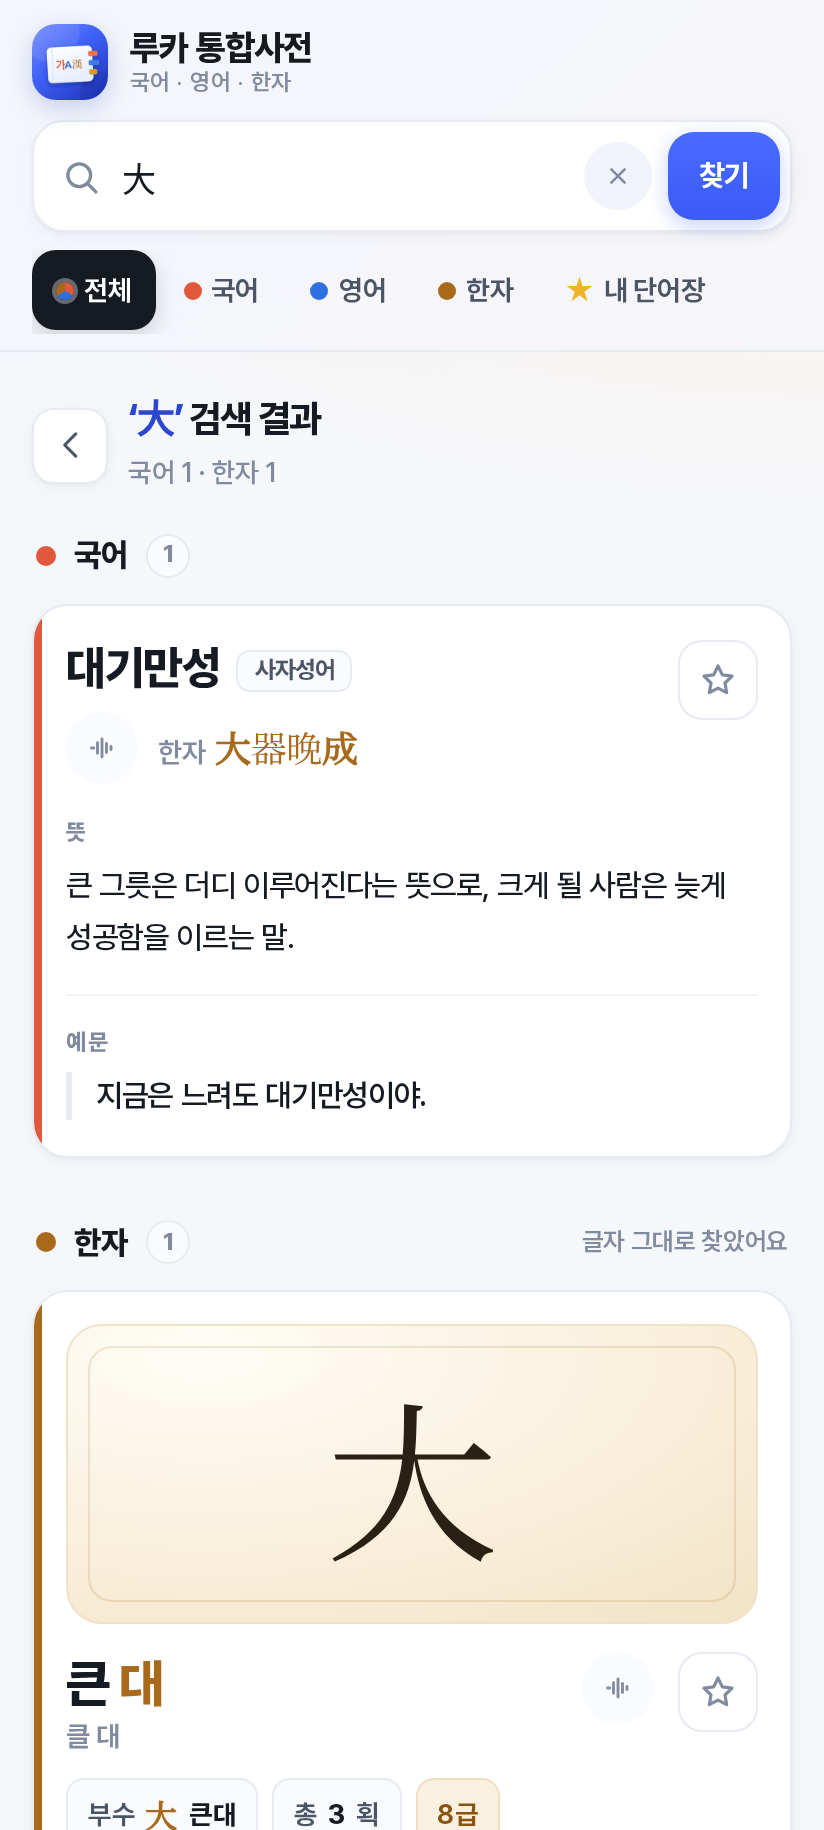 가A漢
루카 통합사전
국어 · 영어 · 한자
大
찾기
전체 국어 영어 한자 내 단어장
‘大’ 검색 결과
국어 1 · 한자 1
국어 1
대기만성 사자성어
한자 大器晩成
뜻
큰 그릇은 더디 이루어진다는 뜻으로, 크게 될 사람은 늦게
성공함을 이르는 말.
예문
지금은 느려도 대기만성이야.
한자 1 글자 그대로 찾았어요
大
큰 대
클 대
부수 大 큰대 총 3 획 8급